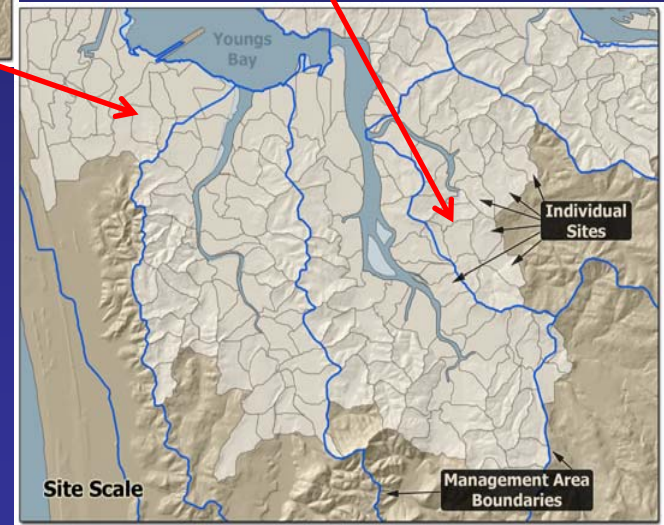 Youngs
Bay
Individual
Sites
Site Scale
Management Area
Boundaries